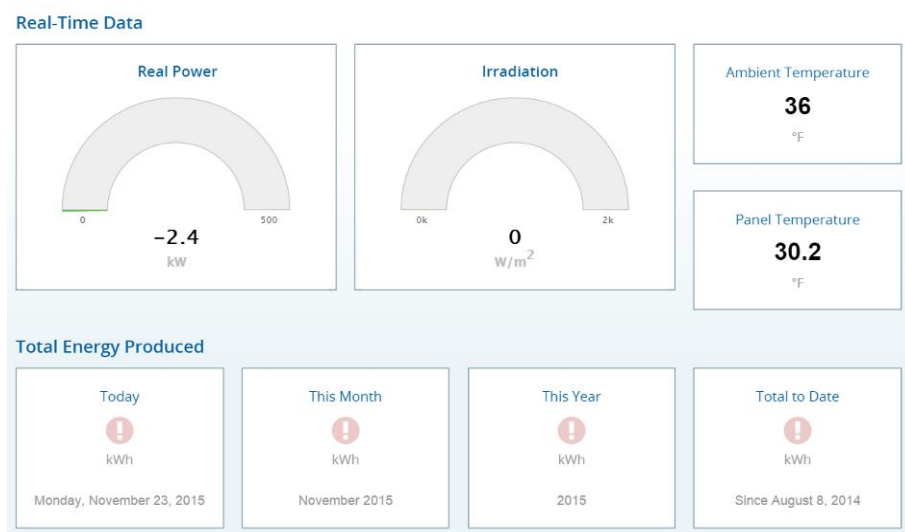 Real-Time Data
Real Power
0
500
-2.4
kW
Irradiation
0k
2k
0
W/m²
Ambient Temperature
36
°F
Panel Temperature
30.2
°F
Total Energy Produced
Today
!
kWh
Monday, November 23, 2015
This Month
!
kWh
November 2015
This Year
!
kWh
2015
Total to Date
!
kWh
Since August 8, 2014